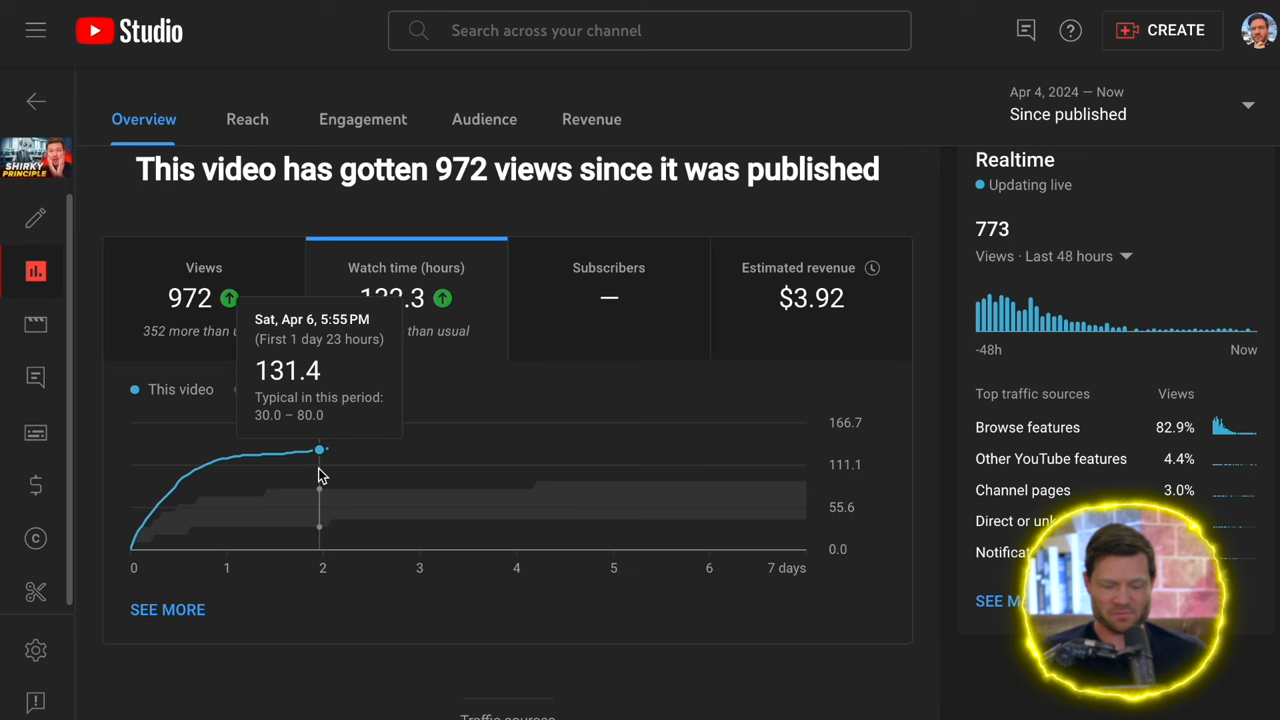 Studio
Search across your channel
CREATE
Overview
Reach
Engagement
Audience
Revenue
Apr 4, 2024 — Now
Since published
SHIRKY
PRINCIPLE
This video has gotten 972 views since it was published
Views
972
352 more than
Watch time (hours)
than usual
Subscribers
—
Estimated revenue
$3.92
Sat, Apr 6, 5:55 PM
(First 1 day 23 hours)
131.4
Typical in this period:
30.0 – 80.0
This video
166.7
111.1
55.6
0.0
0
1
2
3
4
5
6
7 days
SEE MORE
Realtime
Updating live
773
Views · Last 48 hours
-48h
Now
Top traffic sources
Views
Browse features
82.9%
Other YouTube features
4.4%
Channel pages
3.0%
Direct or
SEE